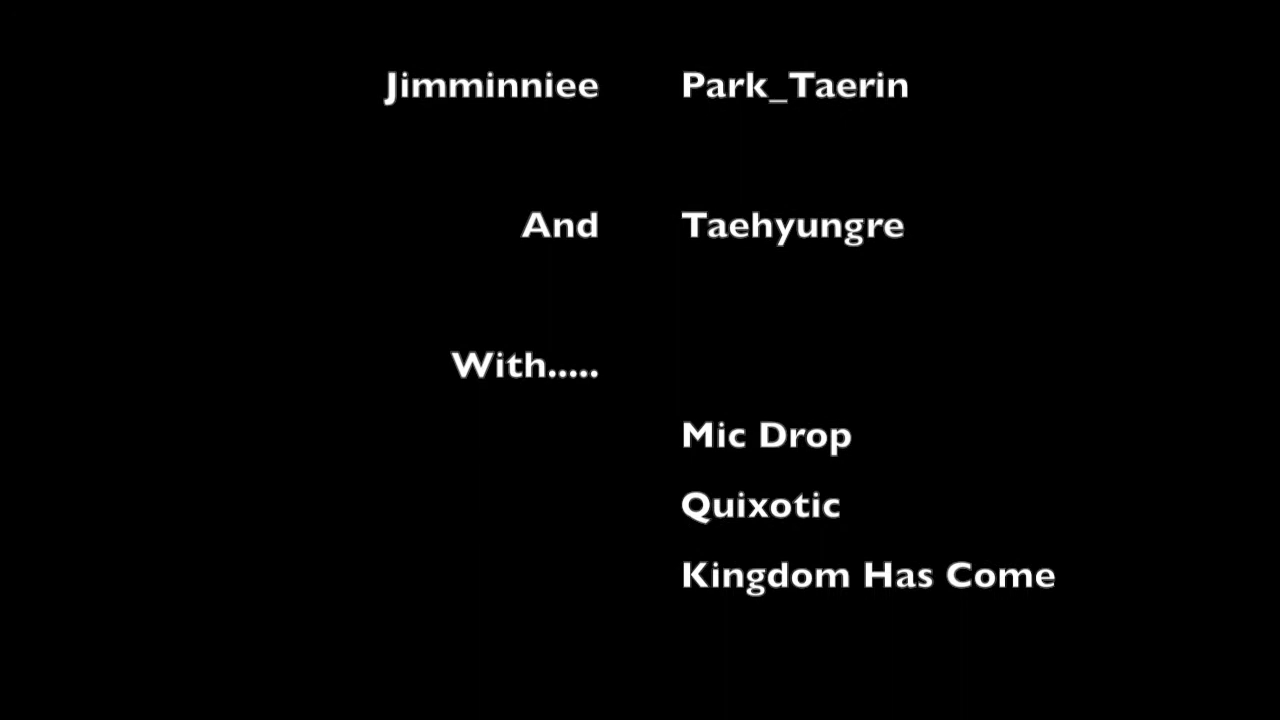 Jimminniee Park_Taerin
And Taehyungre
With.....
Mic Drop
Quixotic
Kingdom Has Come